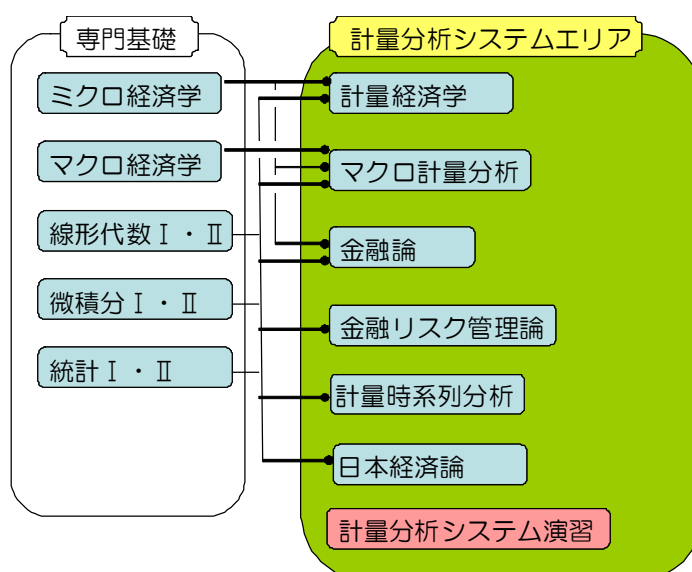 専門基礎
ミクロ経済学
マクロ経済学
線形代数Ⅰ・Ⅱ
微積分Ⅰ・Ⅱ
統計Ⅰ・Ⅱ
計量分析システムエリア
計量経済学
マクロ計量分析
金融論
金融リスク管理論
計量時系列分析
日本経済論
計量分析システム演習